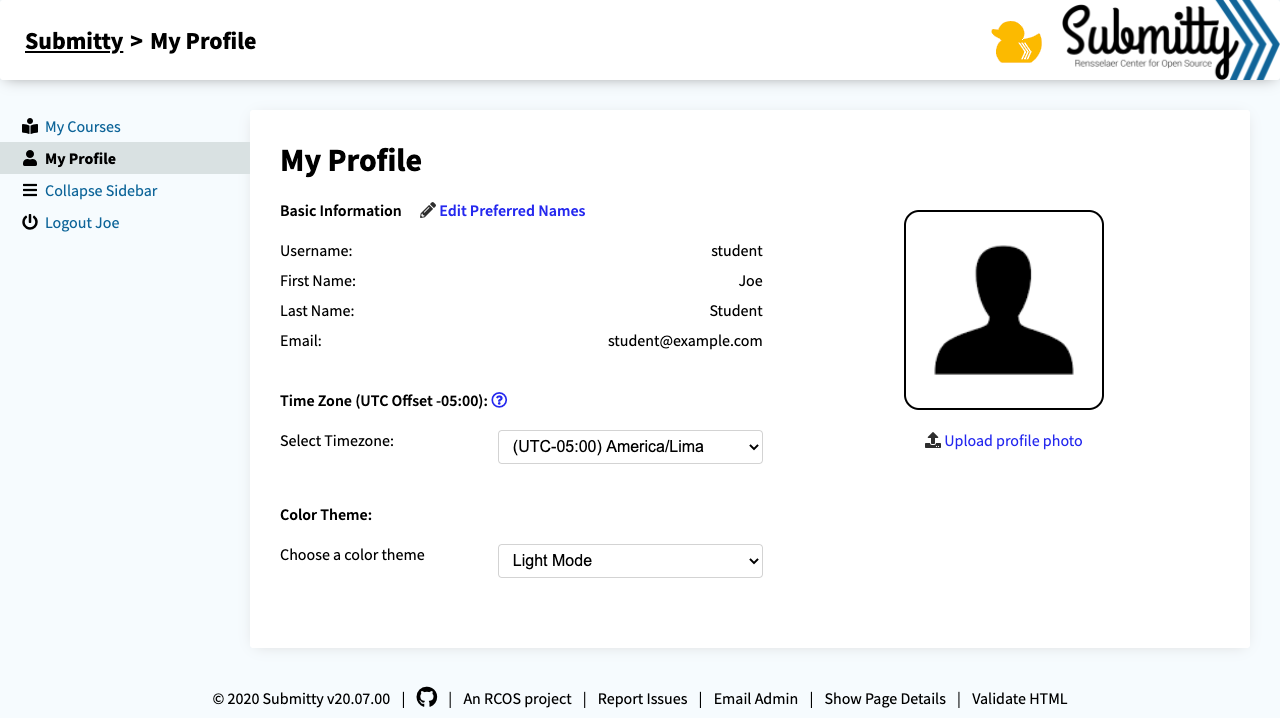 Submitty > My Profile
Submitty
Rensselaer Center for Open Source
My Courses
My Profile
Collapse Sidebar
Logout Joe
My Profile
Basic Information Edit Preferred Names
Username: student
First Name: Joe
Last Name: Student
Email: student@example.com
Time Zone (UTC Offset -05:00):
Select Timezone: (UTC-05:00) America/Lima
Upload profile photo
Color Theme:
Choose a color theme Light Mode
© 2020 Submitty v20.07.00 | | An RCOS project | Report Issues | Email Admin | Show Page Details | Validate HTML